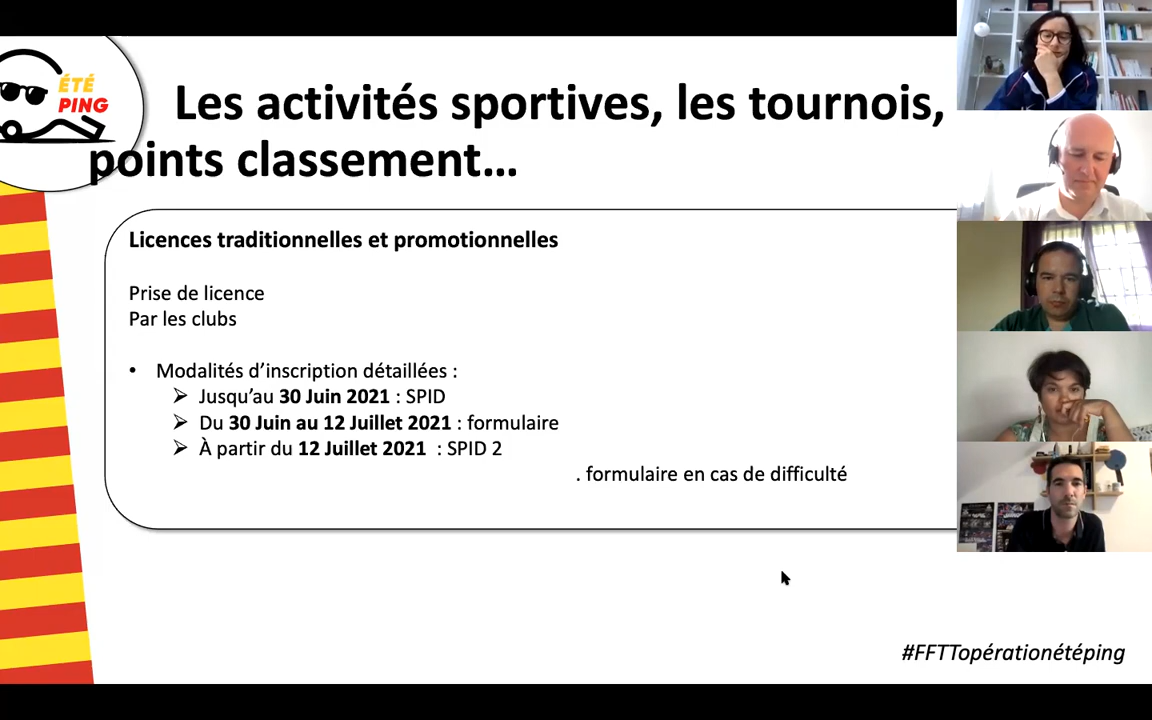 ÉTÉ
PING
Les activités sportives, les tournois,
points classement...
Licences traditionnelles et promotionnelles
Prise de licence
Par les clubs
• Modalités d’inscription détaillées :
➢ Jusqu’au 30 Juin 2021 : SPID
➢ Du 30 Juin au 12 Juillet 2021 : formulaire
➢ À partir du 12 Juillet 2021 : SPID 2
. formulaire en cas de difficulté
#FFTTopérationétéping